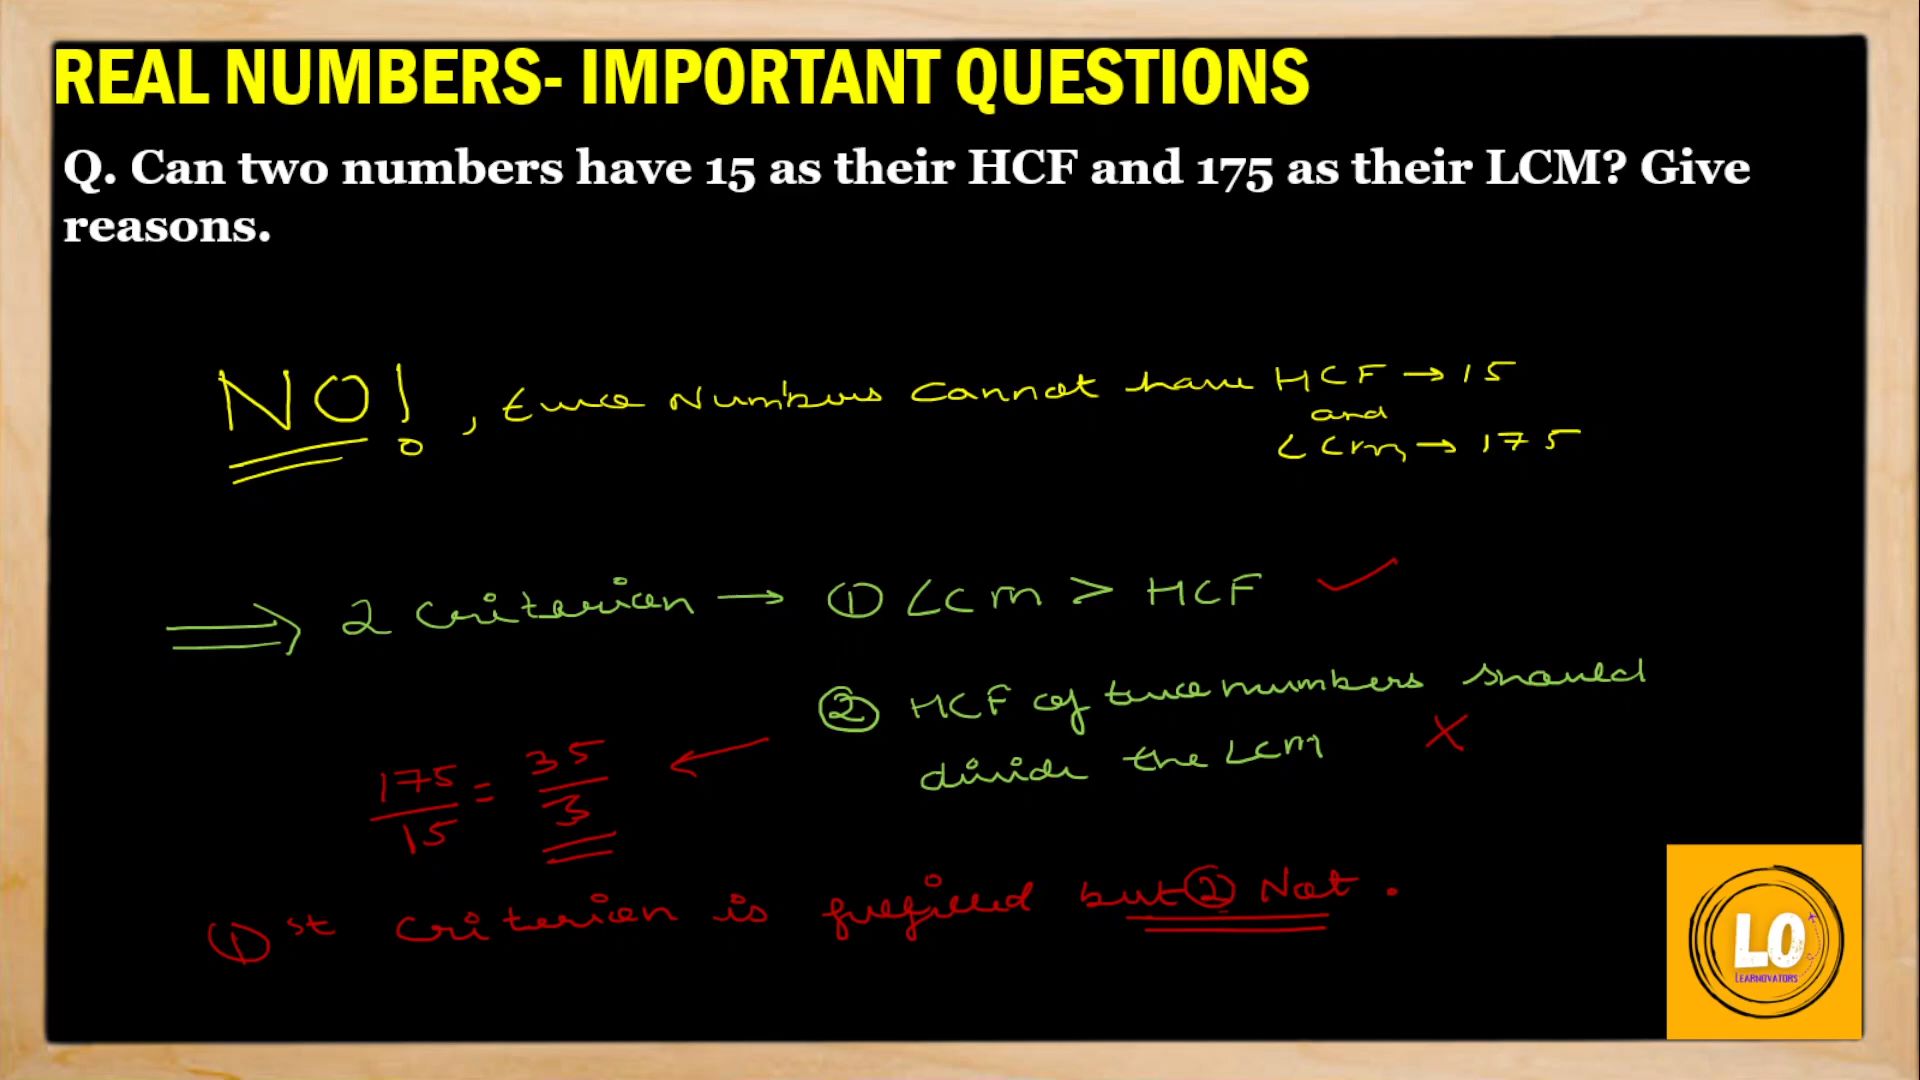 REAL NUMBERS- IMPORTANT QUESTIONS
Q. Can two numbers have 15 as their HCF and 175 as their LCM? Give
reasons.
NO! , two Numbers cannot have HCF → 15
and
LCM → 175
⇒ 2 criterion → ① LCM > HCF ✓
② HCF of two numbers should
divide the LCM ✗
175/15 = 35/3 ←
①st criterion is fulfilled but ② Not.
LO
LEARNOVATORS